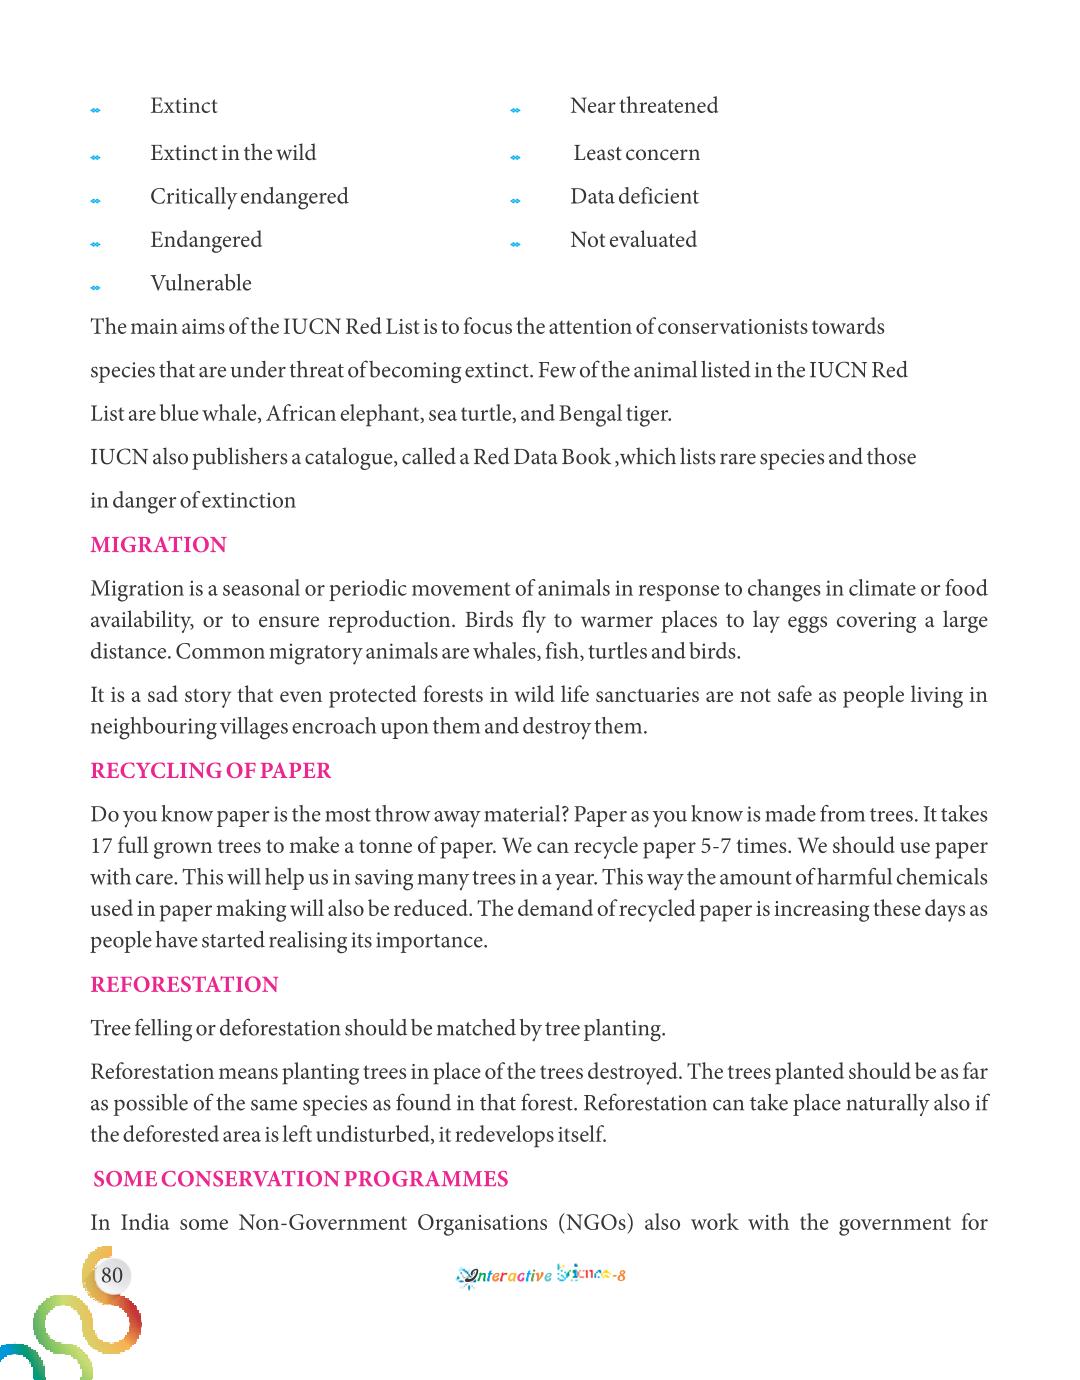 Extinct
Extinct in the wild
Critically endangered
Endangered
Vulnerable
Near threatened
Least concern
Data deficient
Not evaluated
The main aims of the IUCN Red List is to focus the attention of conservationists towards
species that are under threat of becoming extinct. Few of the animal listed in the IUCN Red
List are blue whale, African elephant, sea turtle, and Bengal tiger.
IUCN also publishers a catalogue, called a Red Data Book ,which lists rare species and those
in danger of extinction
MIGRATION
Migration is a seasonal or periodic movement of animals in response to changes in climate or food
availability, or to ensure reproduction. Birds fly to warmer places to lay eggs covering a large
distance. Common migratory animals are whales, fish, turtles and birds.
It is a sad story that even protected forests in wild life sanctuaries are not safe as people living in
neighbouring villages encroach upon them and destroy them.
RECYCLING OF PAPER
Do you know paper is the most throw away material? Paper as you know is made from trees. It takes
17 full grown trees to make a tonne of paper. We can recycle paper 5-7 times. We should use paper
with care. This will help us in saving many trees in a year. This way the amount of harmful chemicals
used in paper making will also be reduced. The demand of recycled paper is increasing these days as
people have started realising its importance.
REFORESTATION
Tree felling or deforestation should be matched by tree planting.
Reforestation means planting trees in place of the trees destroyed. The trees planted should be as far
as possible of the same species as found in that forest. Reforestation can take place naturally also if
the deforested area is left undisturbed, it redevelops itself.
SOME CONSERVATION PROGRAMMES
In India some Non-Government Organisations (NGOs) also work with the government for
80
Interactive Science-8